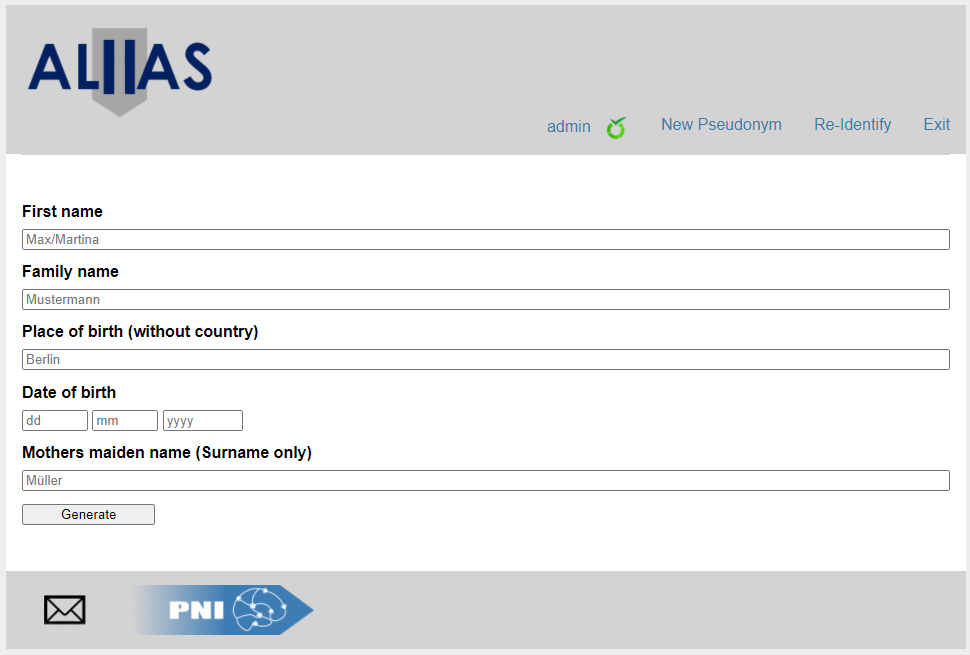 ALIIAS
admin New Pseudonym Re-Identify Exit
First name
Max/Martina
Family name
Mustermann
Place of birth (without country)
Berlin
Date of birth
dd mm yyyy
Mothers maiden name (Surname only)
Müller
Generate
PNI